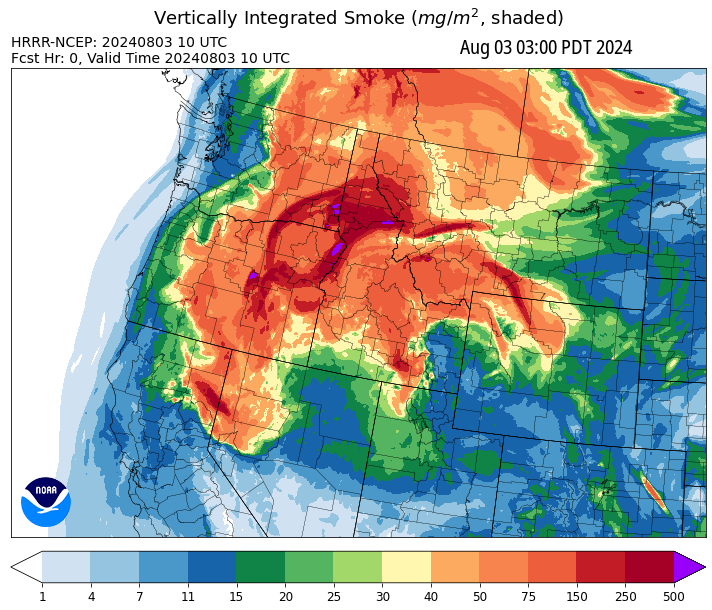 Vertically Integrated Smoke (mg/m², shaded)
HRRR-NCEP: 20240803 10 UTC
Aug 03 03:00 PDT 2024
Fcst Hr: 0, Valid Time 20240803 10 UTC
NOAA
1 4 7 11 15 20 25 30 40 50 75 150 250 500